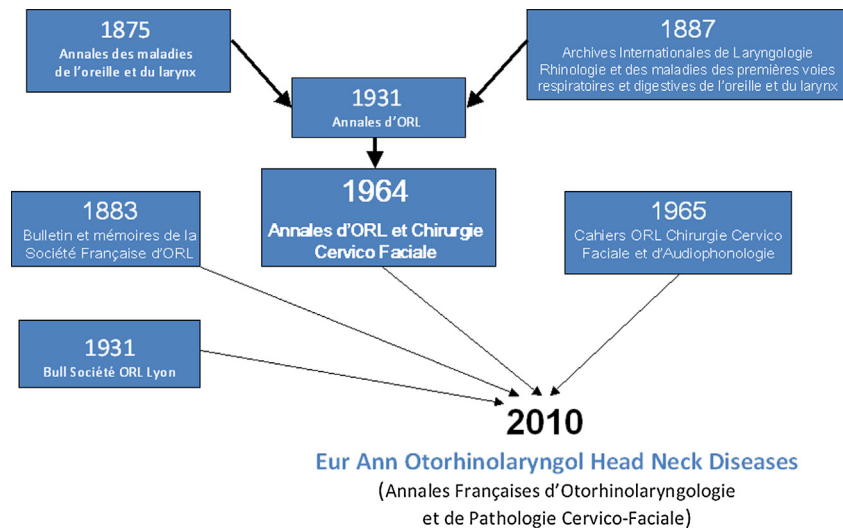 1875
Annales des maladies
de l'oreille et du larynx
1887
Archives Internationales de Laryngologie
Rhinologie et des maladies des premières voies
respiratoires et digestives de l'oreille et du larynx
1931
Annales d'ORL
1964
Annales d'ORL et Chirurgie
Cervico Faciale
1883
Bulletin et mémoires de la
Société Française d'ORL
1965
Cahiers ORL Chirurgie Cervico
Faciale et d'Audiophonologie
1931
Bull Société ORL Lyon
2010
Eur Ann Otorhinolaryngol Head Neck Diseases
(Annales Françaises d'Otorhinolaryngologie
et de Pathologie Cervico-Faciale)